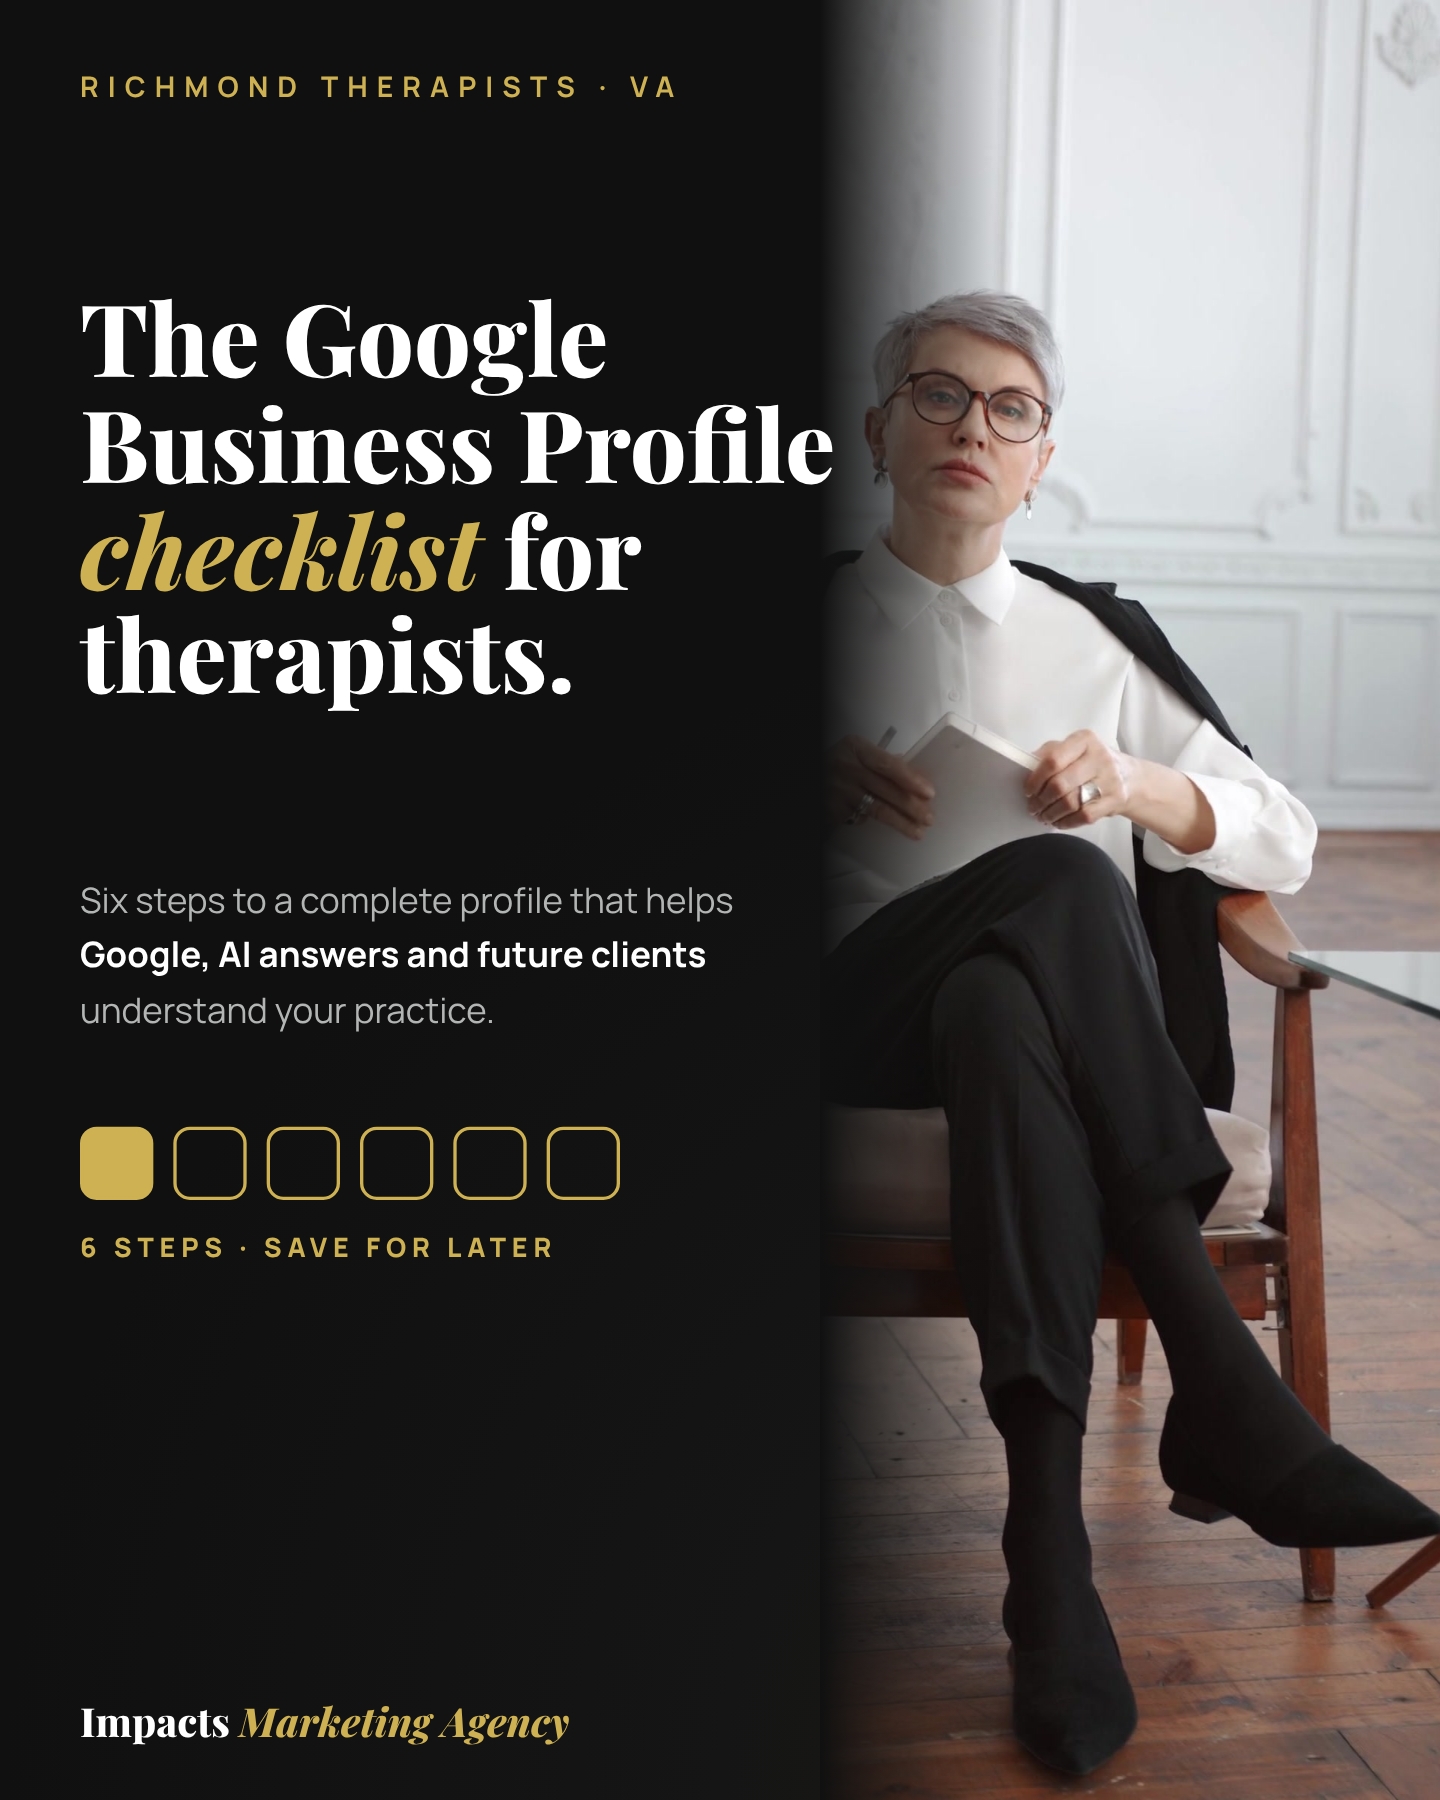 RICHMOND THERAPISTS · VA
The Google
Business Profile
checklist for
therapists.
Six steps to a complete profile that helps
Google, AI answers and future clients
understand your practice.
6 STEPS · SAVE FOR LATER
Impacts Marketing Agency